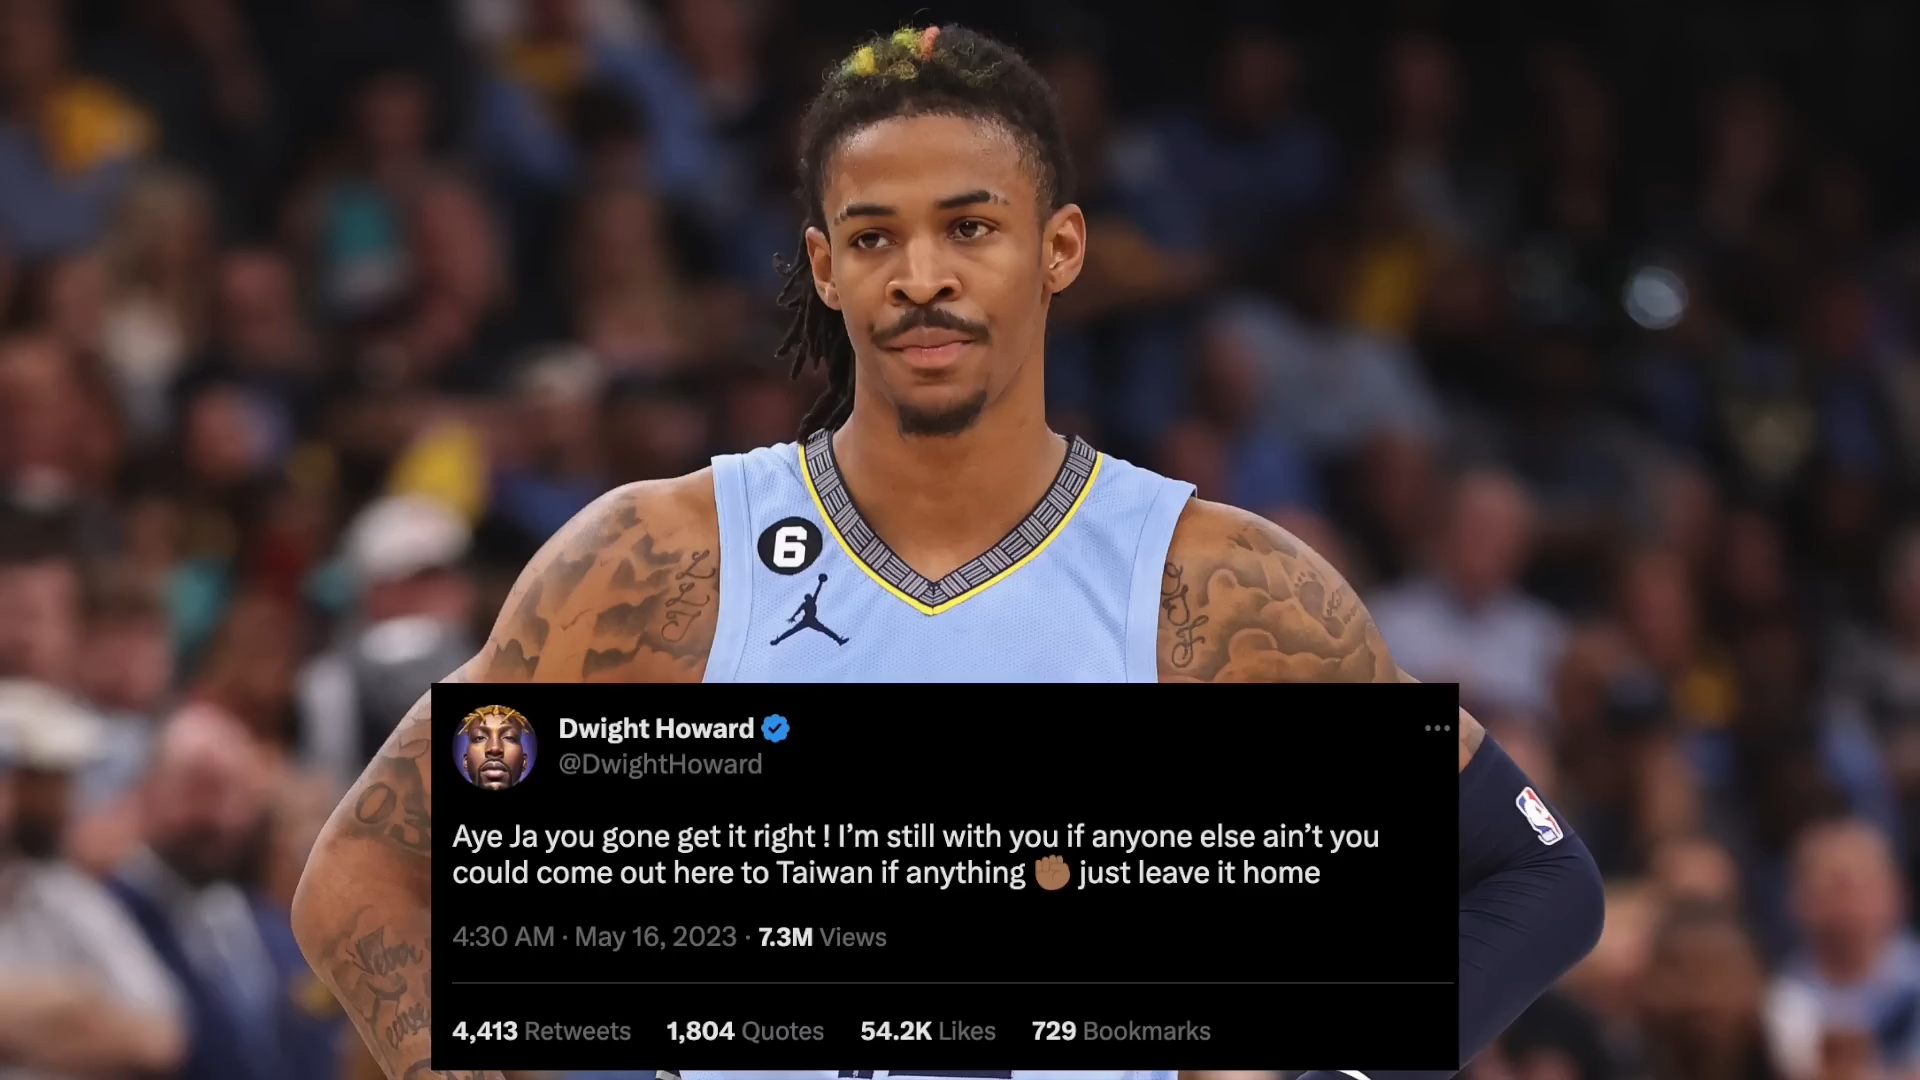 6
Dwight Howard
@DwightHoward
Aye Ja you gone get it right ! I’m still with you if anyone else ain’t you
could come out here to Taiwan if anything ✊🏽 just leave it home
4:30 AM · May 16, 2023 · 7.3M Views
4,413 Retweets 1,804 Quotes 54.2K Likes 729 Bookmarks